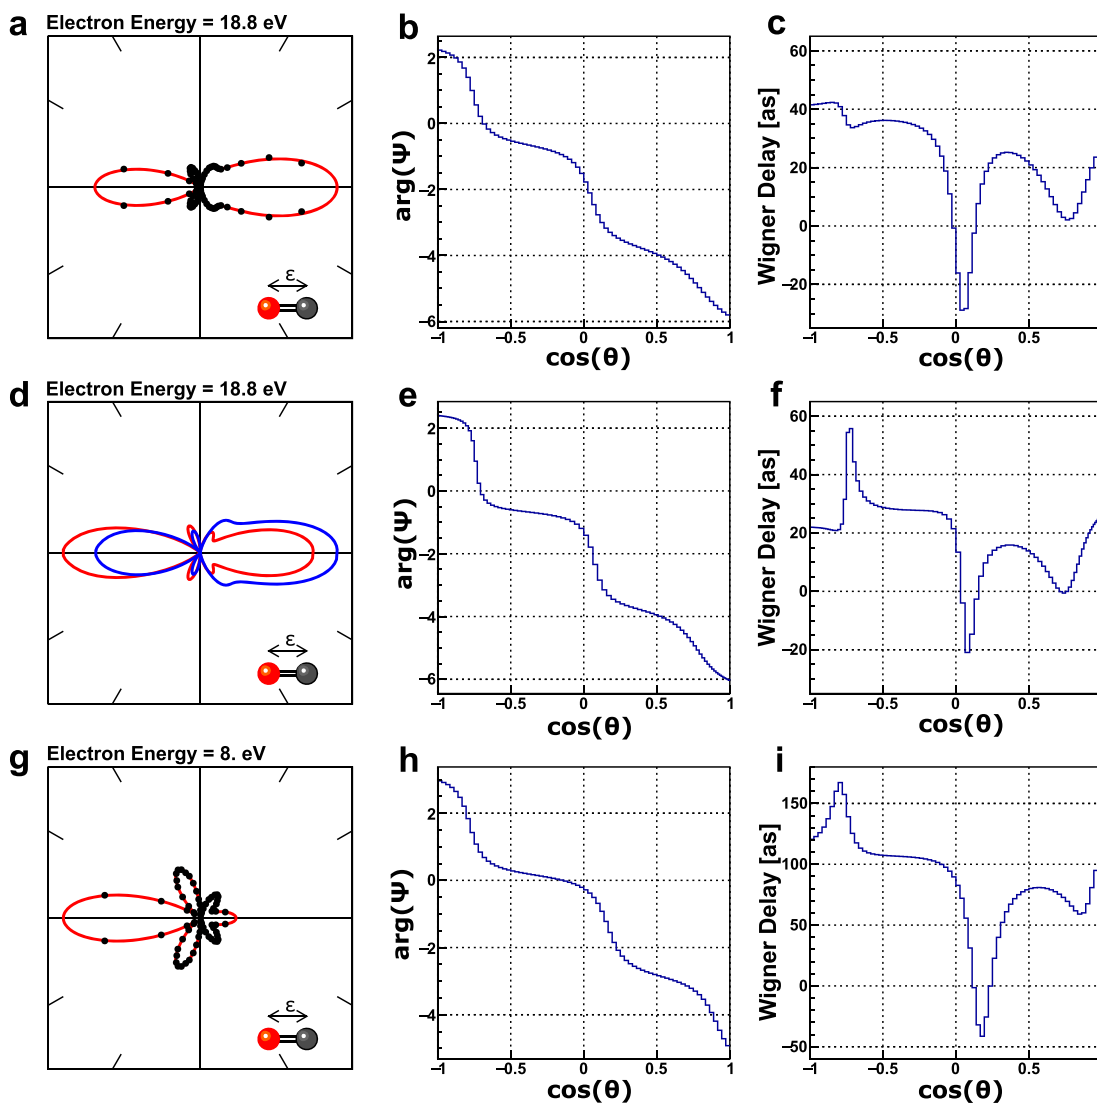 a
Electron Energy = 18.8 eV
ε
b
arg(Ψ)
2
0
−2
−4
−6
−1
−0.5
0
0.5
1
cos(θ)
c
Wigner Delay [as]
60
40
20
0
−20
−1
−0.5
0
0.5
cos(θ)
d
Electron Energy = 18.8 eV
ε
e
arg(Ψ)
2
0
−2
−4
−6
−1
−0.5
0
0.5
1
cos(θ)
f
Wigner Delay [as]
60
40
20
0
−20
−1
−0.5
0
0.5
cos(θ)
g
Electron Energy = 8. eV
ε
h
arg(Ψ)
2
0
−2
−4
−1
−0.5
0
0.5
1
cos(θ)
i
Wigner Delay [as]
150
100
50
0
−50
−1
−0.5
0
0.5
cos(θ)